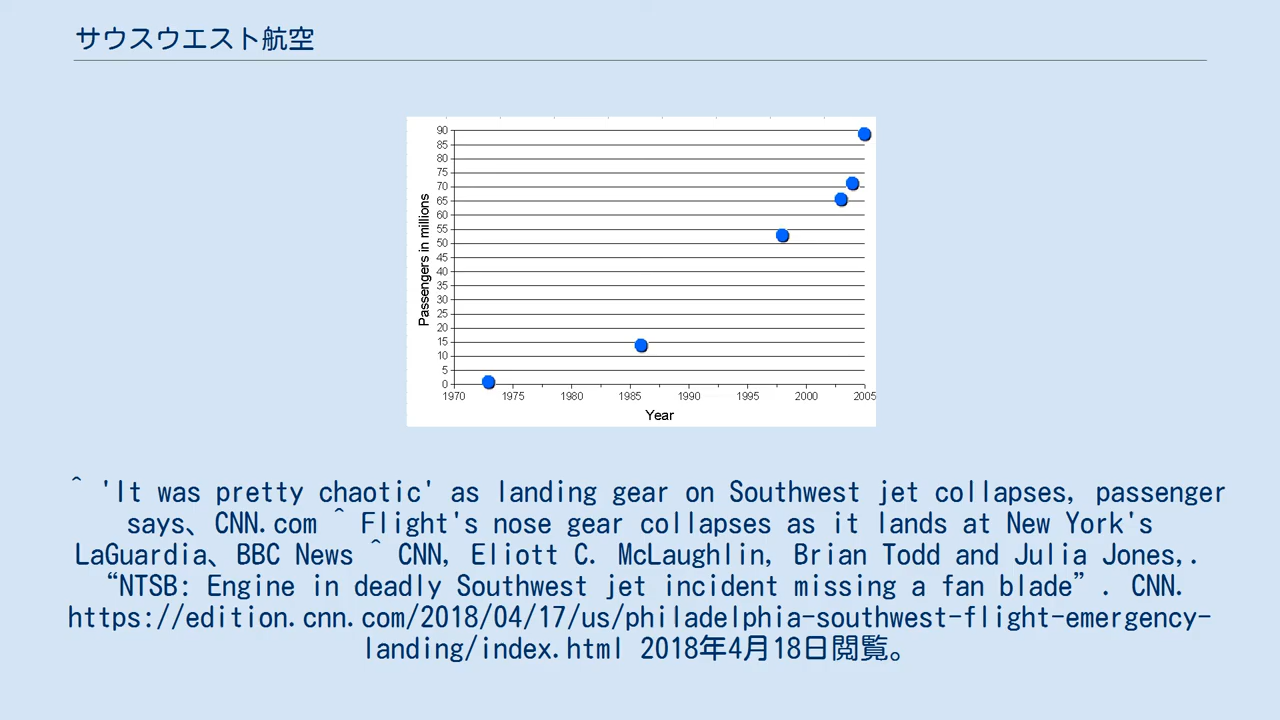 サウスウエスト航空
90
85
80
75
70
65
60
55
50
45
40
35
30
25
20
15
10
5
0
Passengers in millions
1970 1975 1980 1985 1990 1995 2000 2005
Year
^ 'It was pretty chaotic' as landing gear on Southwest jet collapses, passenger
says、CNN.com ^ Flight's nose gear collapses as it lands at New York's
LaGuardia、BBC News ^ CNN, Eliott C. McLaughlin, Brian Todd and Julia Jones,.
“NTSB: Engine in deadly Southwest jet incident missing a fan blade”. CNN.
https://edition.cnn.com/2018/04/17/us/philadelphia-southwest-flight-emergency-
landing/index.html 2018年4月18日閲覧。